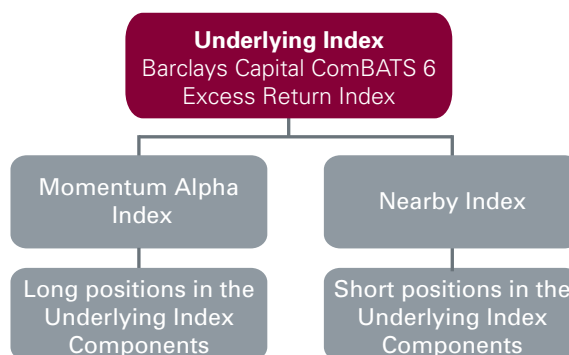 Underlying Index
Barclays Capital ComBATS 6
Excess Return Index
Momentum Alpha
Index
Nearby Index
Long positions in the
Underlying Index
Components
Short positions in the
Underlying Index
Components